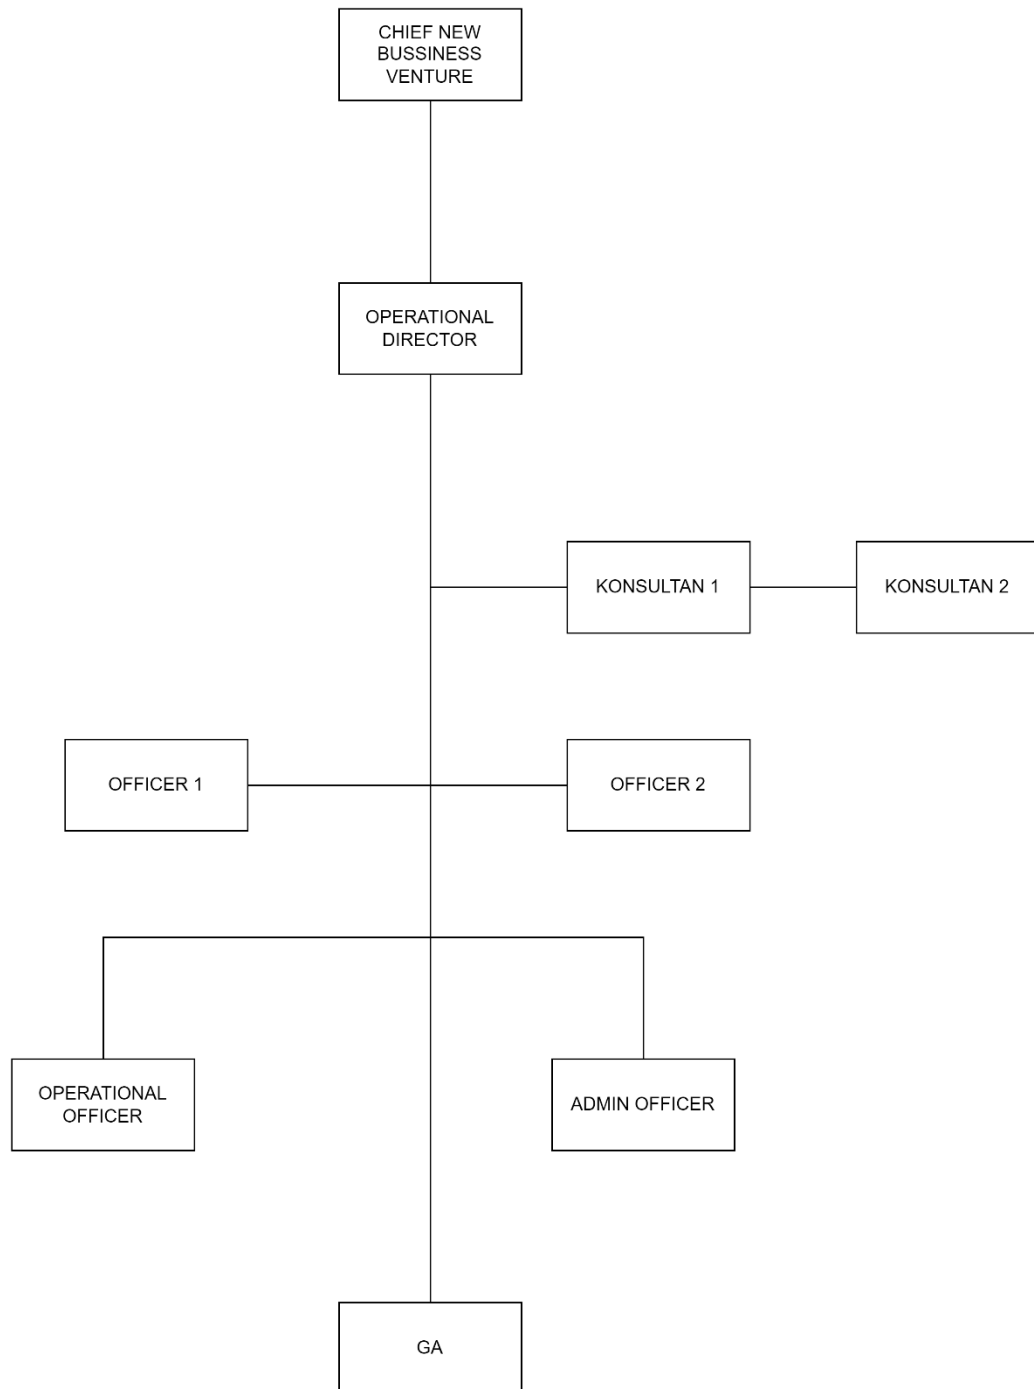 CHIEF NEW
BUSSINESS
VENTURE
OPERATIONAL
DIRECTOR
KONSULTAN 1
KONSULTAN 2
OFFICER 1
OFFICER 2
OPERATIONAL
OFFICER
ADMIN OFFICER
GA